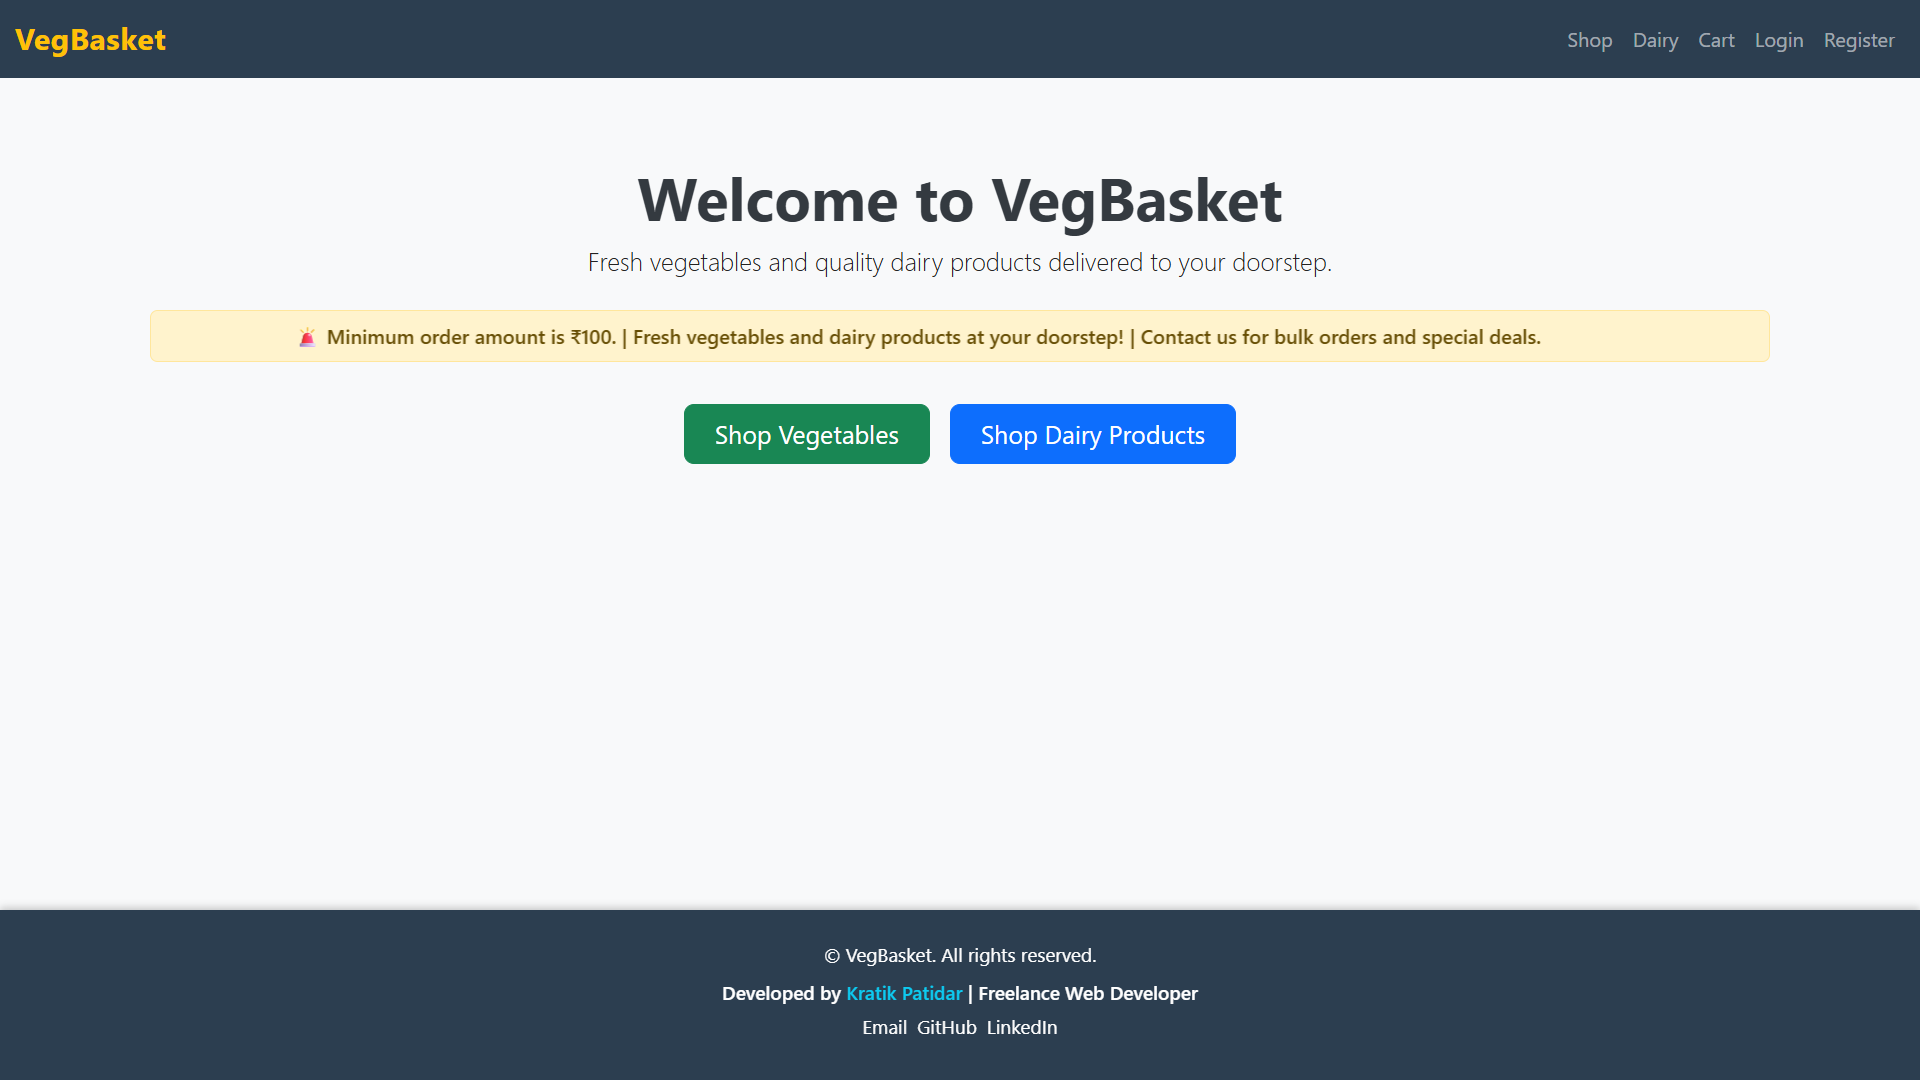 VegBasket
Shop Dairy Cart Login Register
Welcome to VegBasket
Fresh vegetables and quality dairy products delivered to your doorstep.
🚨 Minimum order amount is ₹100. | Fresh vegetables and dairy products at your doorstep! | Contact us for bulk orders and special deals.
Shop Vegetables
Shop Dairy Products
© VegBasket. All rights reserved.
Developed by Kratik Patidar | Freelance Web Developer
Email GitHub LinkedIn